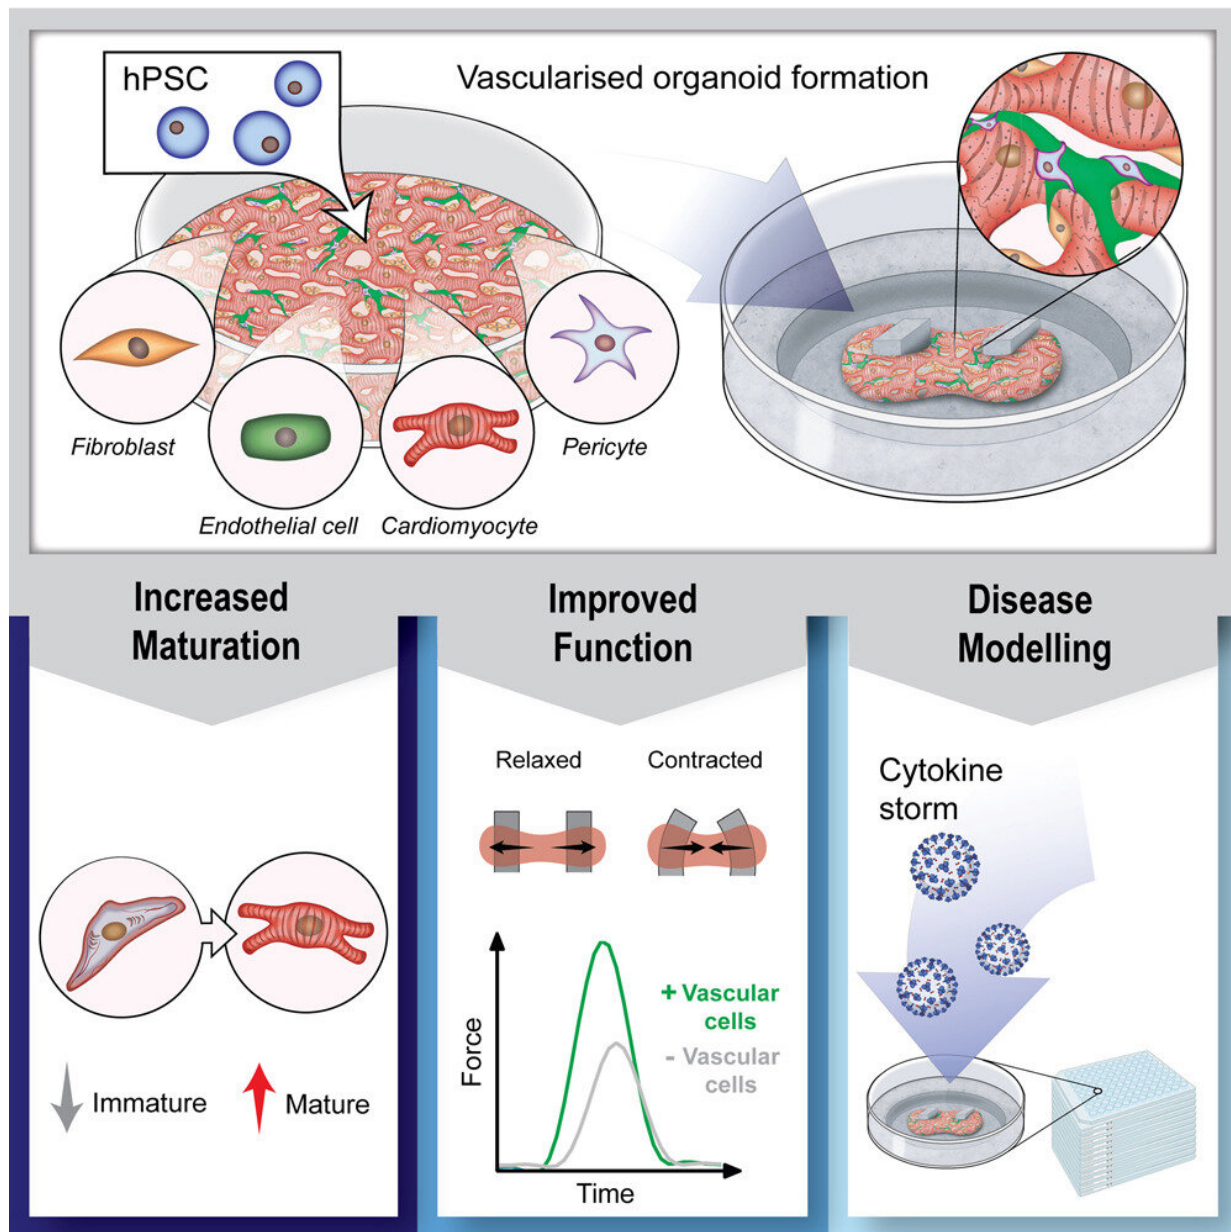 hPSC
Vascularised organoid formation
Fibroblast
Endothelial cell
Cardiomyocyte
Pericyte
Increased
Maturation
Immature
Mature
Improved
Function
Relaxed
Contracted
Force
+ Vascular
cells
- Vascular
cells
Time
Disease
Modelling
Cytokine
storm